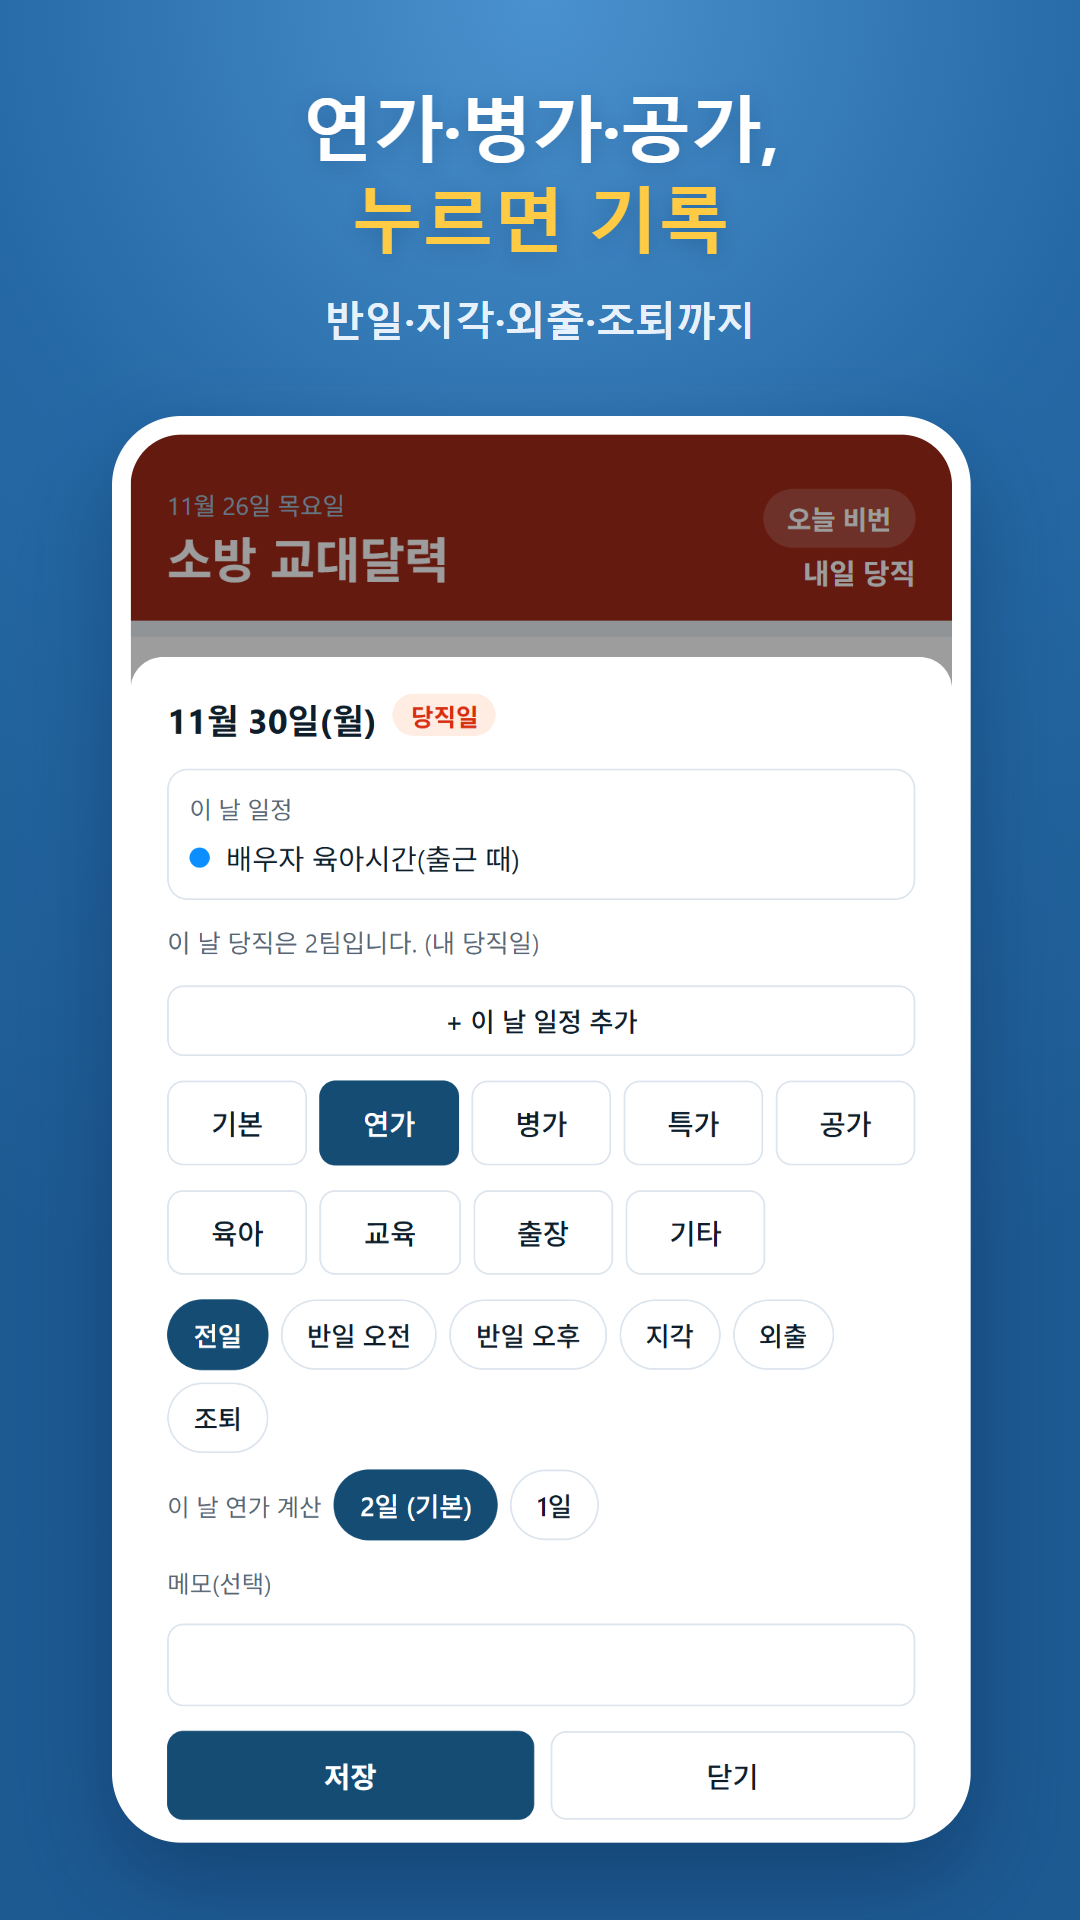 연가·병가·공가,
누르면 기록
반일·지각·외출·조퇴까지
11월 26일 목요일
소방 교대달력
오늘 비번
내일 당직
11월 30일(월) 당직일
이 날 일정
배우자 육아시간(출근 때)
이 날 당직은 2팀입니다. (내 당직일)
+ 이 날 일정 추가
기본 연가 병가 특가 공가
육아 교육 출장 기타
전일 반일 오전 반일 오후 지각 외출
조퇴
이 날 연가 계산 2일 (기본) 1일
메모(선택)
저장 닫기